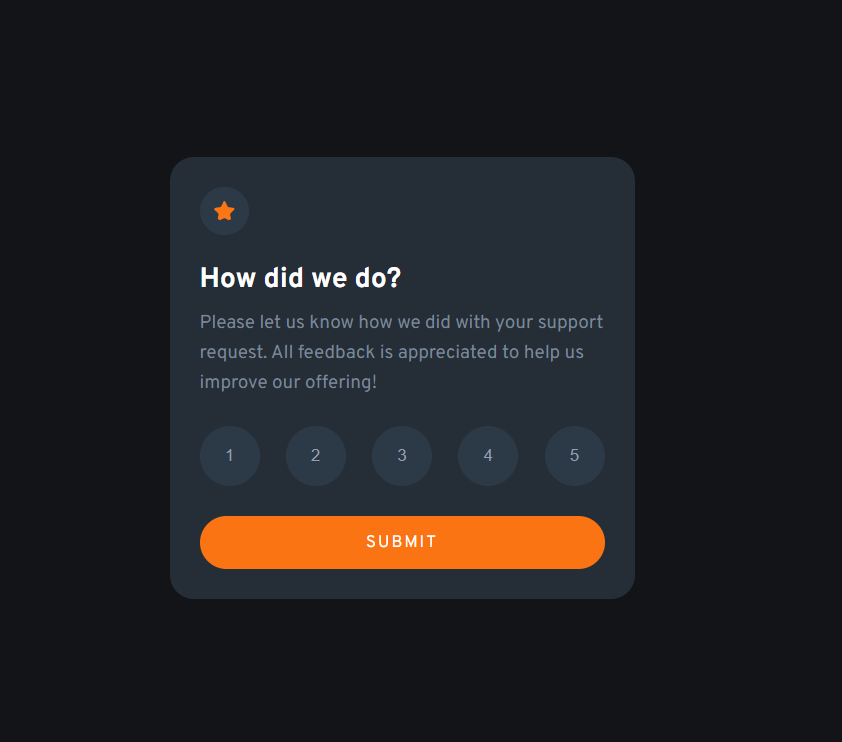 How did we do?
Please let us know how we did with your support
request. All feedback is appreciated to help us
improve our offering!
1 2 3 4 5
SUBMIT